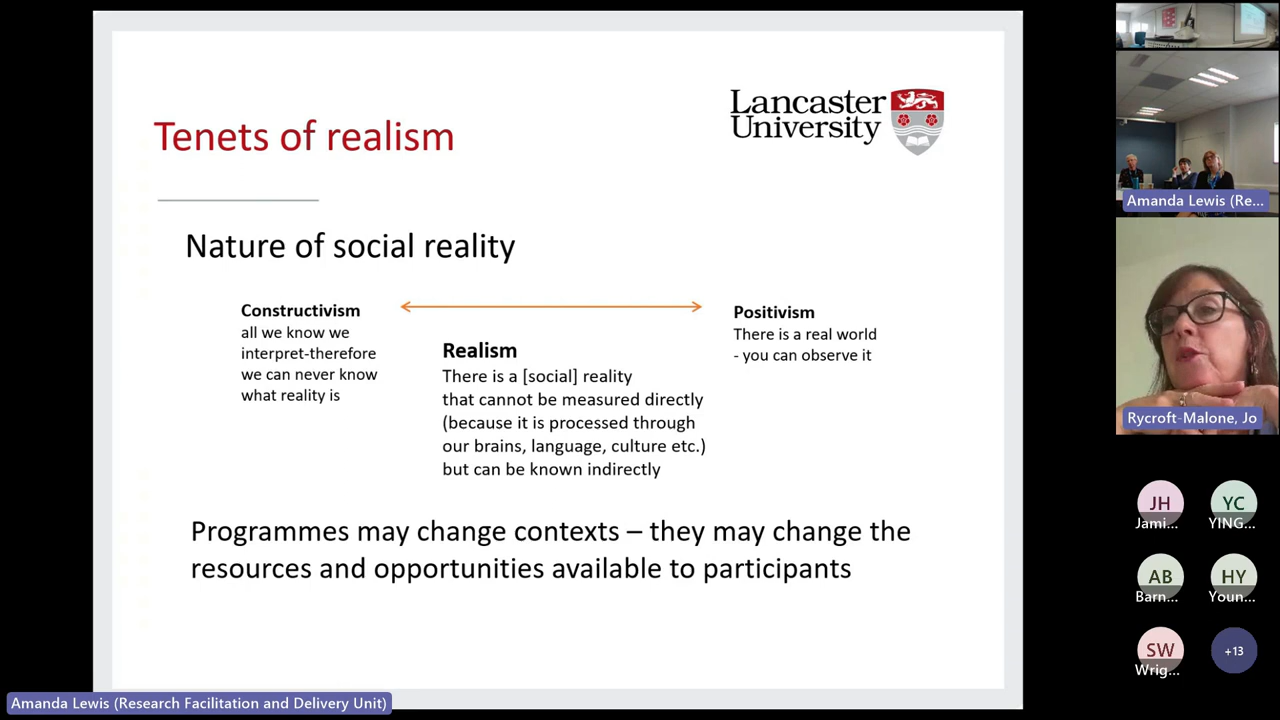 Tenets of realism
Lancaster
University
Nature of social reality
Constructivism
all we know we
interpret-therefore
we can never know
what reality is
Realism
There is a [social] reality
that cannot be measured directly
(because it is processed through
our brains, language, culture etc.)
but can be known indirectly
Positivism
There is a real world
- you can observe it
Programmes may change contexts – they may change the
resources and opportunities available to participants
Amanda Lewis (Re...
Rycroft-Malone, Jo
JH
Jami...
YC
YING...
AB
Barn...
HY
Youn...
SW
Wrig...
+13
Amanda Lewis (Research Facilitation and Delivery Unit)